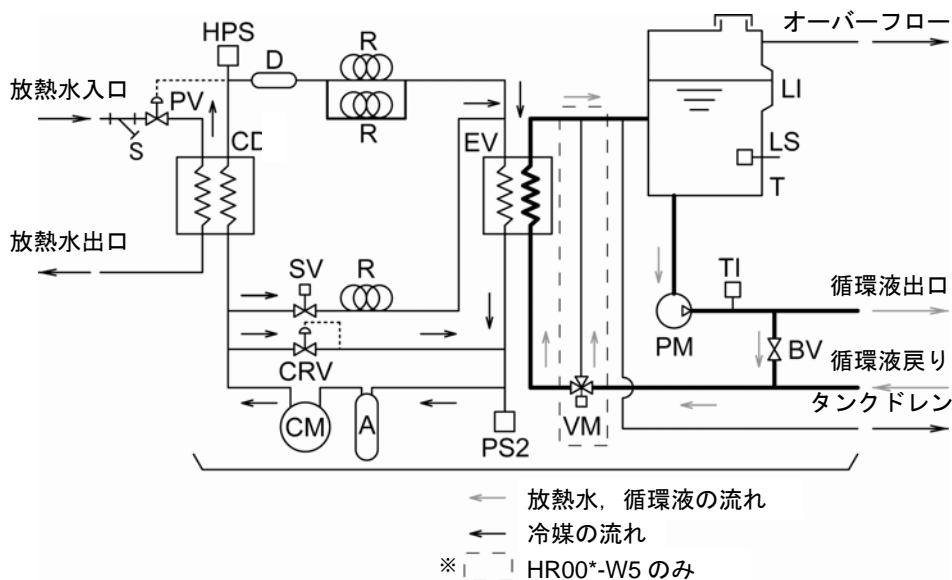 HPS
オーバーフロー
D
R
放熱水入口
PV
LI
R
S
CD
EV
LS
T
放熱水出口
SV
R
TI
循環液出口
PM
BV
CRV
循環液戻り
CM
A
VM
タンクドレン
PS2
放熱水，循環液の流れ
冷媒の流れ
※ HR00*-W5 のみ